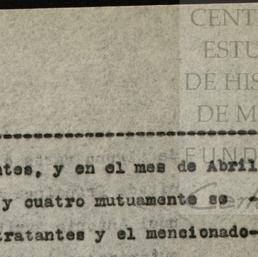 CENT
ESTU
DE HIS
DE M
FUND
ntes, y en el mes de Abril
y cuatro mutuamente se -
tratantes y el mencionado-